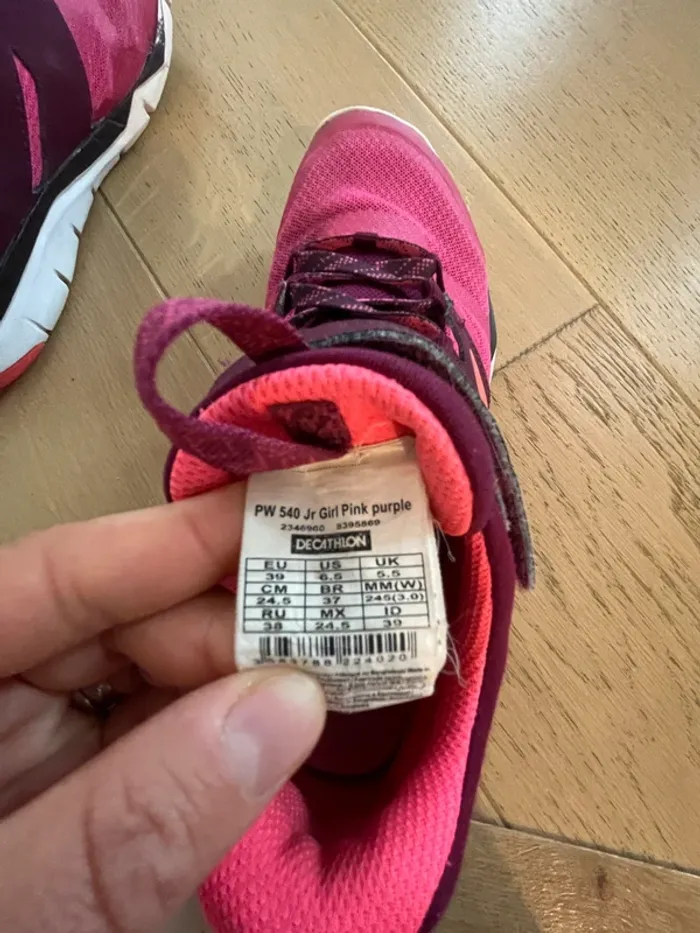 PW 540 Jr Girl Pink purple
2346960 8395869
DECATHLON
EU US UK
39 6.5 5.5
CM BR MM(W)
24.5 37 245(3.0)
RU MX ID
38 24.5 39
224020